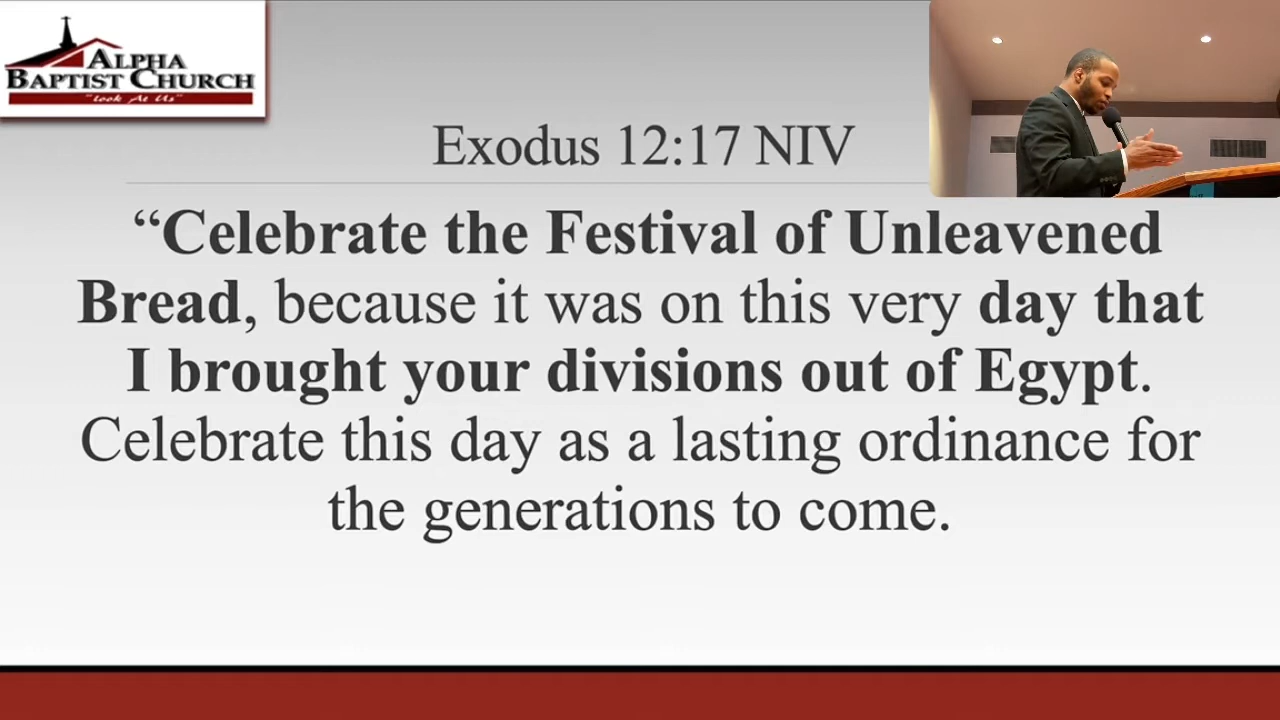 ALPHA
BAPTIST CHURCH
"Look At Us"
Exodus 12:17 NIV
“Celebrate the Festival of Unleavened
Bread, because it was on this very day that
I brought your divisions out of Egypt.
Celebrate this day as a lasting ordinance for
the generations to come.